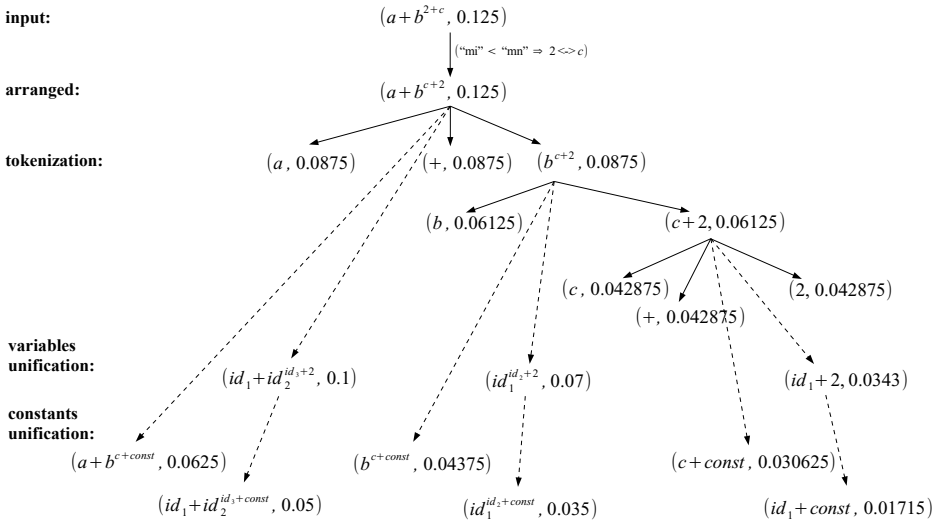 input: (a+b^{2+c}, 0.125)
(“mi” < “mn” ⇒ 2<->c)
arranged: (a+b^{c+2}, 0.125)
tokenization: (a, 0.0875) (+, 0.0875) (b^{c+2}, 0.0875)
(b, 0.06125) (c+2, 0.06125)
(c, 0.042875) (2, 0.042875)
(+, 0.042875)
variables
unification: (id_1+id_2^{id_3+2}, 0.1) (id_1^{id_2+2}, 0.07) (id_1+2, 0.0343)
constants
unification:
(a+b^{c+const}, 0.0625) (b^{c+const}, 0.04375) (c+const, 0.030625)
(id_1+id_2^{id_3+const}, 0.05) (id_1^{id_2+const}, 0.035) (id_1+const, 0.01715)